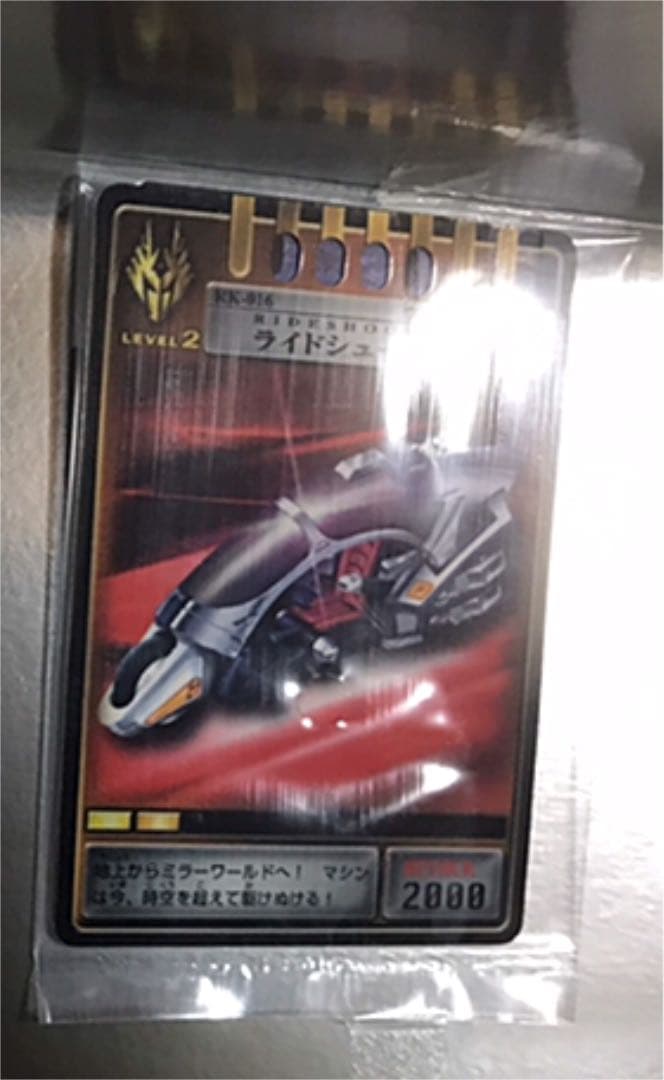 RK-016
RIDESHOO
ライドシュ
LEVEL 2
地上からミラーワールドへ! マシン
は今、時空を超えて駆けぬける!
2000